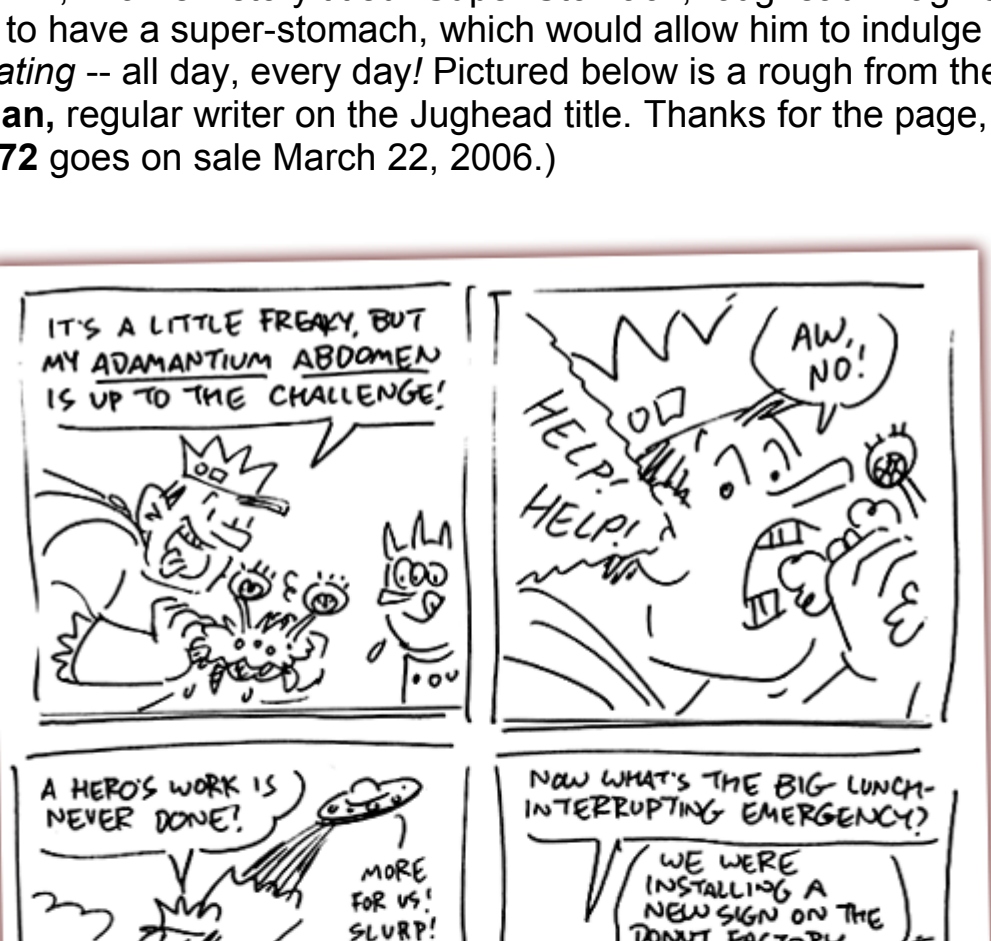 to have a super-stomach, which would allow him to indulge
ating -- all day, every day! Pictured below is a rough from the
an, regular writer on the Jughead title. Thanks for the page,
72 goes on sale March 22, 2006.)
IT'S A LITTLE FREAKY, BUT
MY ADAMANTIUM ABDOMEN
IS UP TO THE CHALLENGE!
AW,
NO!
HELP!
HELP!
A HERO'S WORK IS
NEVER DONE!
MORE
FOR US!
SLURP!
NOW WHAT'S THE BIG LUNCH-
INTERRUPTING EMERGENCY?
WE WERE
INSTALLING A
NEW SIGN ON THE
DONUT FACTORY